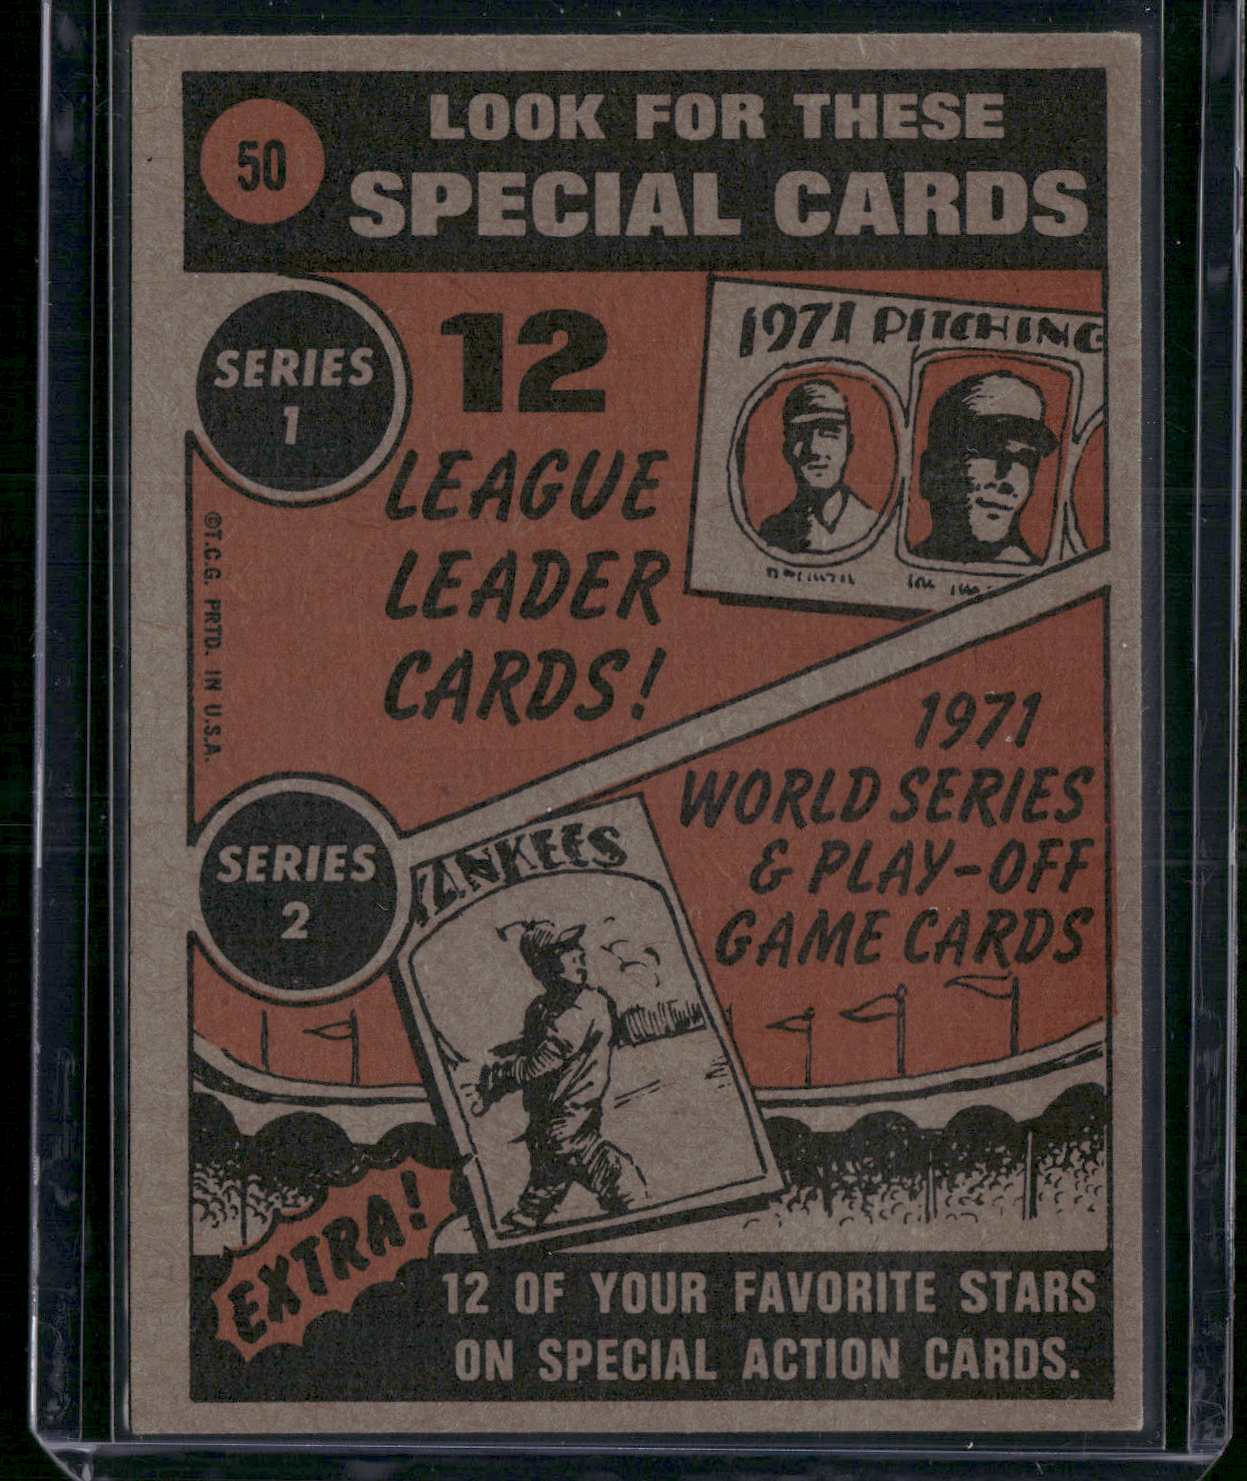 50
LOOK FOR THESE
SPECIAL CARDS
SERIES
1
12
LEAGUE
LEADER
CARDS!
1971 PITCHING
©T.C.G. PRTD. IN U.S.A.
1971
WORLD SERIES
& PLAY-OFF
GAME CARDS
SERIES
2
YANKEES
EXTRA!
12 OF YOUR FAVORITE STARS
ON SPECIAL ACTION CARDS.